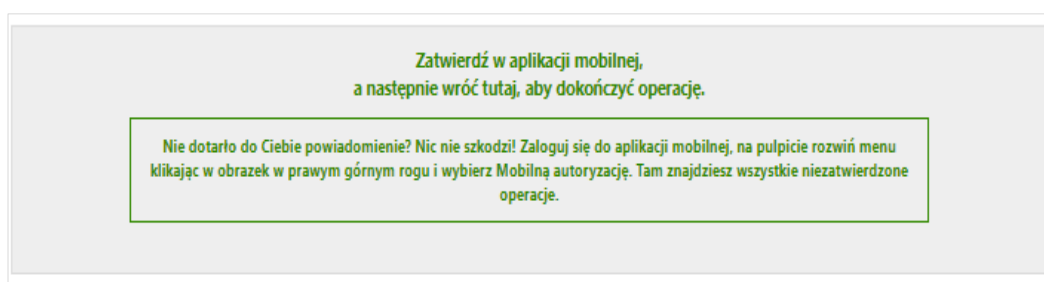 Zatwierdź w aplikacji mobilnej,
a następnie wróć tutaj, aby dokończyć operację.
Nie dotarło do Ciebie powiadomienie? Nic nie szkodzi! Zaloguj się do aplikacji mobilnej, na pulpicie rozwiń menu
klikając w obrazek w prawym górnym rogu i wybierz Mobilną autoryzację. Tam znajdziesz wszystkie niezatwierdzone
operacje.